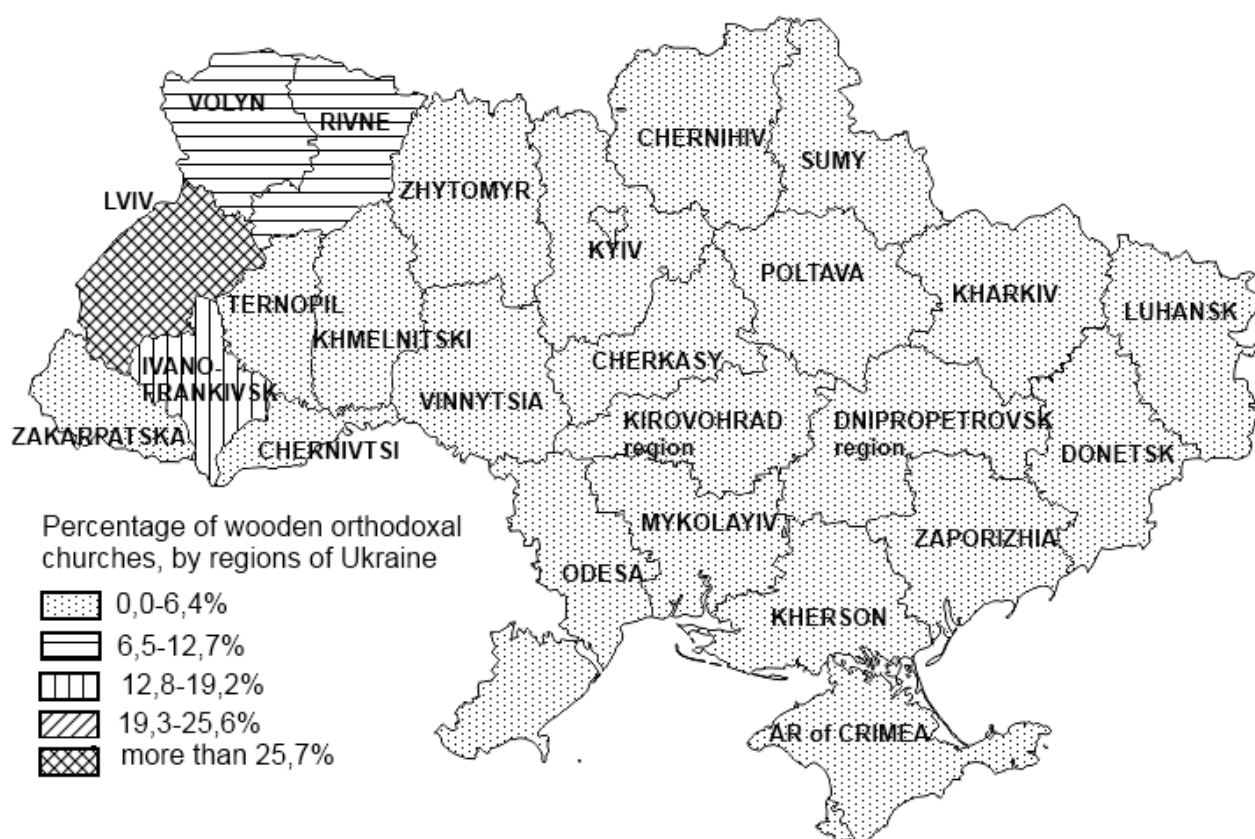 VOLYN
RIVNE
CHERNIHIV
SUMY
ZHYTOMYR
LVIV
KYIV
POLTAVA
KHARKIV
LUHANSK
TERNOPIL
KHMELNITSKI
CHERKASY
IVANO-
FRANKIVSK
VINNYTSIA
KIROVOHRAD
region
DNIPROPETROVSK
region
ZAKARPATSKA
CHERNIVTSI
DONETSK
MYKOLAYIV
ZAPORIZHIA
ODESA
KHERSON
AR of CRIMEA
Percentage of wooden orthodoxal
churches, by regions of Ukraine
0,0-6,4%
6,5-12,7%
12,8-19,2%
19,3-25,6%
more than 25,7%